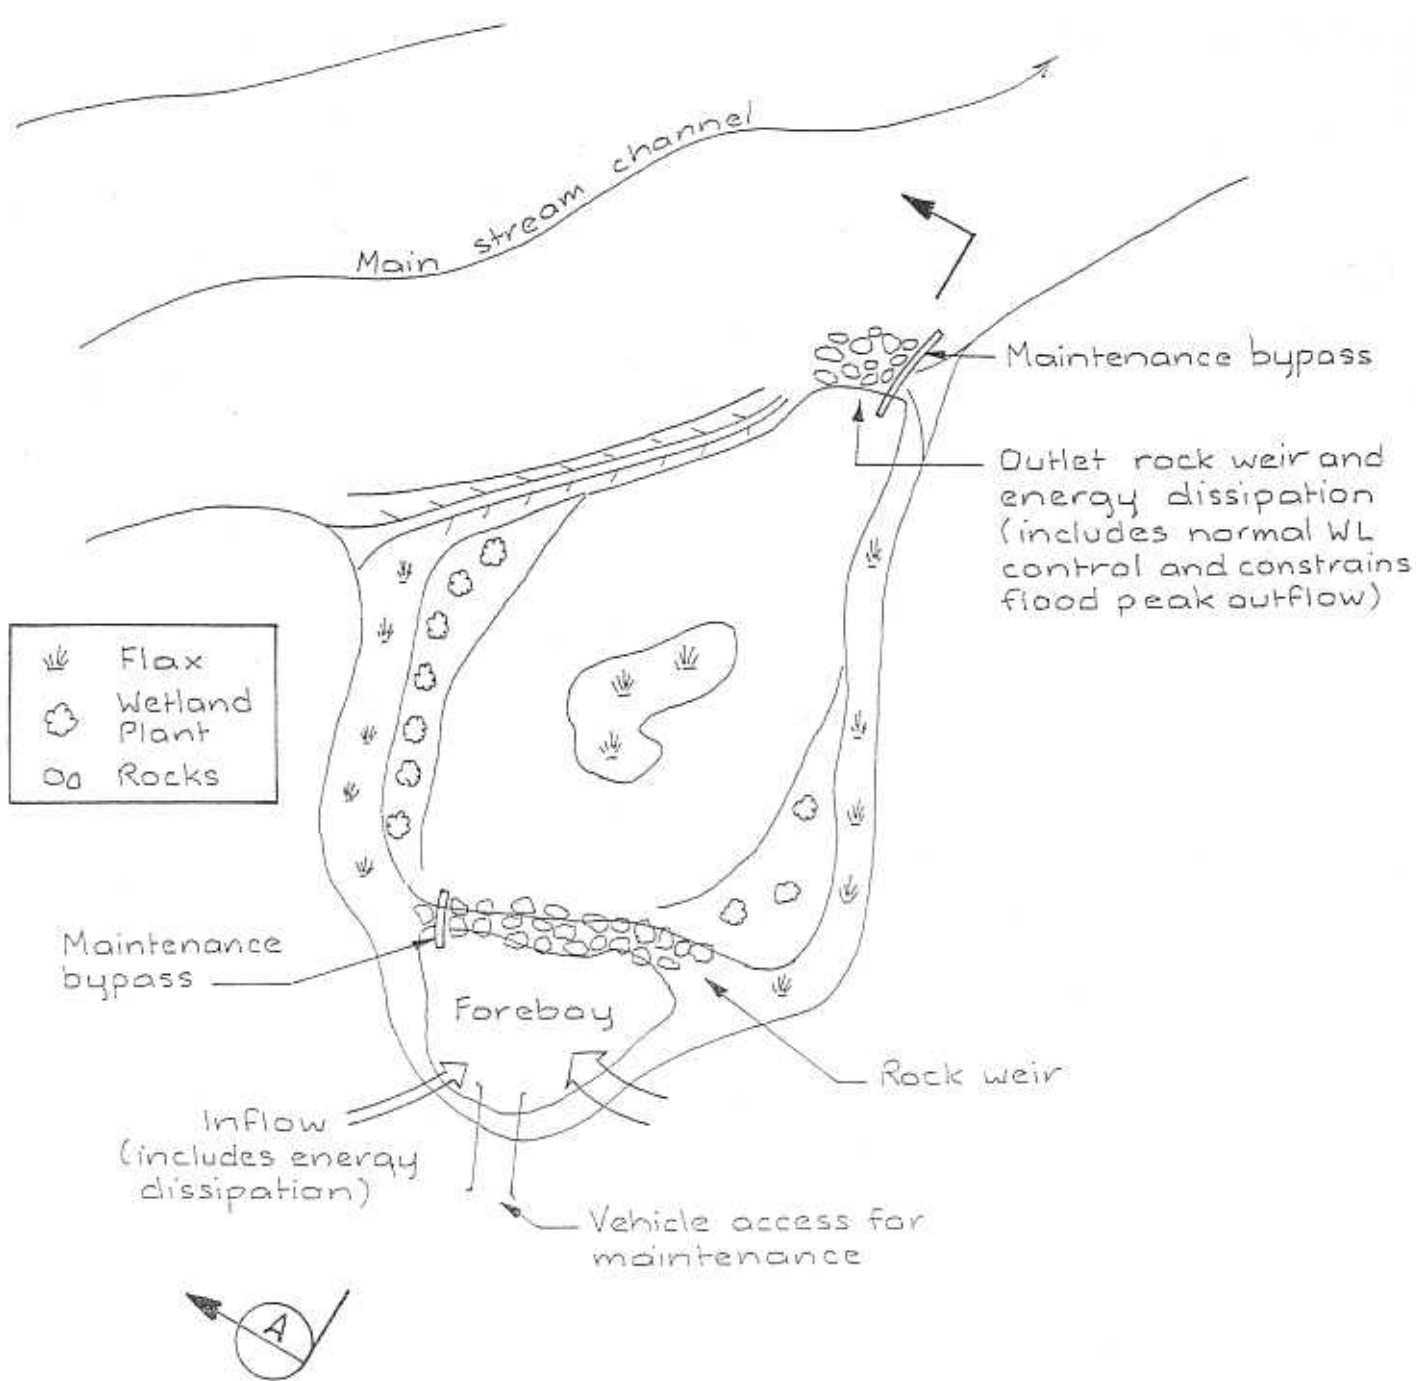 Main stream channel
Maintenance bypass
Outlet rock weir and
energy dissipation
(includes normal WL
control and constrains
flood peak outflow)
Flax
Wetland
Plant
Rocks
Maintenance
bypass
Forebay
Rock weir
Inflow
(includes energy
dissipation)
Vehicle access for
maintenance
A